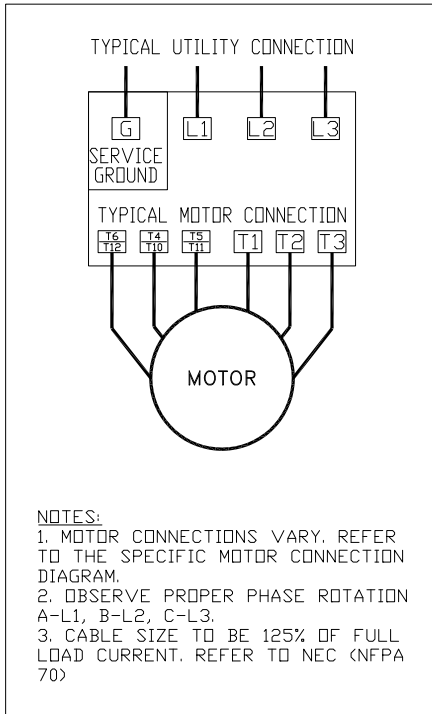 TYPICAL UTILITY CONNECTION
G L1 L2 L3
SERVICE
GROUND
TYPICAL MOTOR CONNECTION
T6 T4 T5 T1 T2 T3
T12 T10 T11
MOTOR
NOTES:
1. MOTOR CONNECTIONS VARY. REFER
TO THE SPECIFIC MOTOR CONNECTION
DIAGRAM.
2. OBSERVE PROPER PHASE ROTATION
A-L1, B-L2, C-L3.
3. CABLE SIZE TO BE 125% OF FULL
LOAD CURRENT. REFER TO NEC (NFPA
70)